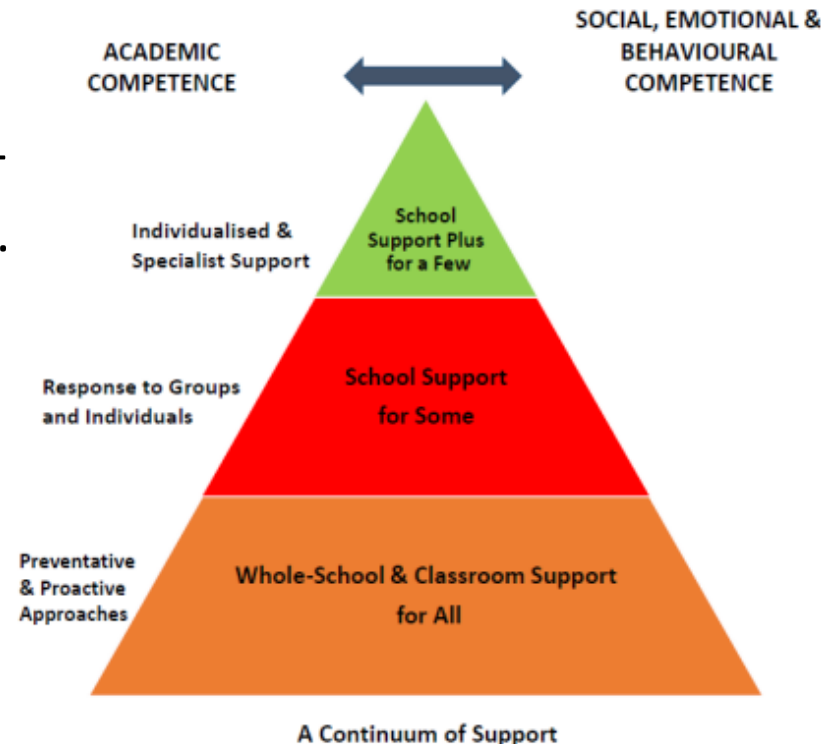 ACADEMIC
COMPETENCE
SOCIAL, EMOTIONAL &
BEHAVIOURAL
COMPETENCE
Individualised &
Specialist Support
School
Support Plus
for a Few
Response to Groups
and Individuals
School Support
for Some
Preventative
& Proactive
Approaches
Whole-School & Classroom Support
for All
A Continuum of Support